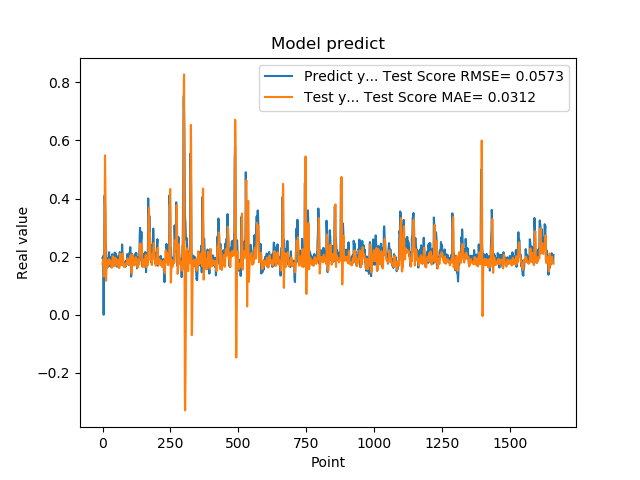 Model predict
Predict y... Test Score RMSE= 0.0573
Test y... Test Score MAE= 0.0312
Real value
0.8
0.6
0.4
0.2
0.0
−0.2
0 250 500 750 1000 1250 1500
Point